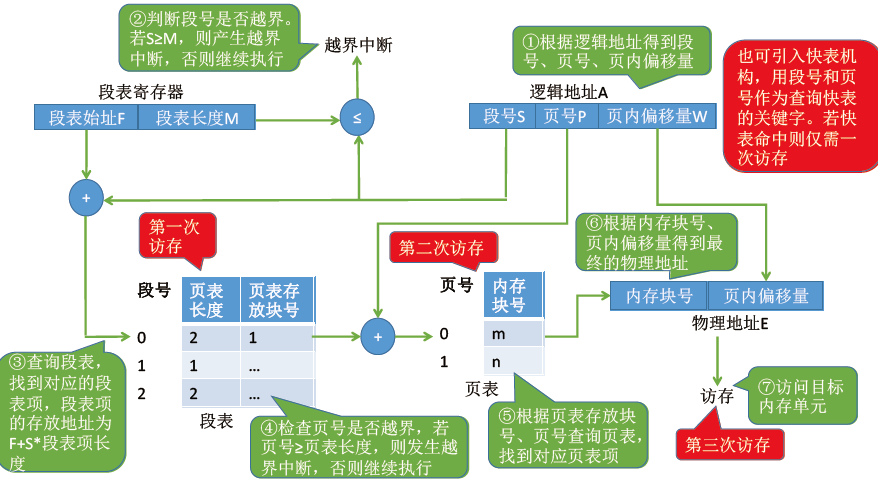 ②判断段号是否越界。
若S≥M，则产生越界
中断，否则继续执行
越界中断
①根据逻辑地址得到段
号、页号、页内偏移量
也可引入快表机
构，用段号和页
号作为查询快表
的关键字。若快
表命中则仅需一
次访存
段表寄存器
段表始址F 段表长度M
≤
逻辑地址A
段号S 页号P 页内偏移量W
+
第一次
访存
第二次访存
⑥根据内存块号、
页内偏移量得到最
终的物理地址
段号 页表
长度 页表存
放块号
0 2 1
1 1 ...
2 2 ...
段表
+
页号 内存
块号
0 m
1 n
页表
内存块号 页内偏移量
物理地址E
③查询段表，
找到对应的段
表项，段表项
的存放地址为
F+S*段表项长
度
④检查页号是否越界，若
页号≥页表长度，则发生越
界中断，否则继续执行
⑤根据页表存放块
号、页号查询页表，
找到对应页表项
访存
⑦访问目标
内存单元
第三次访存